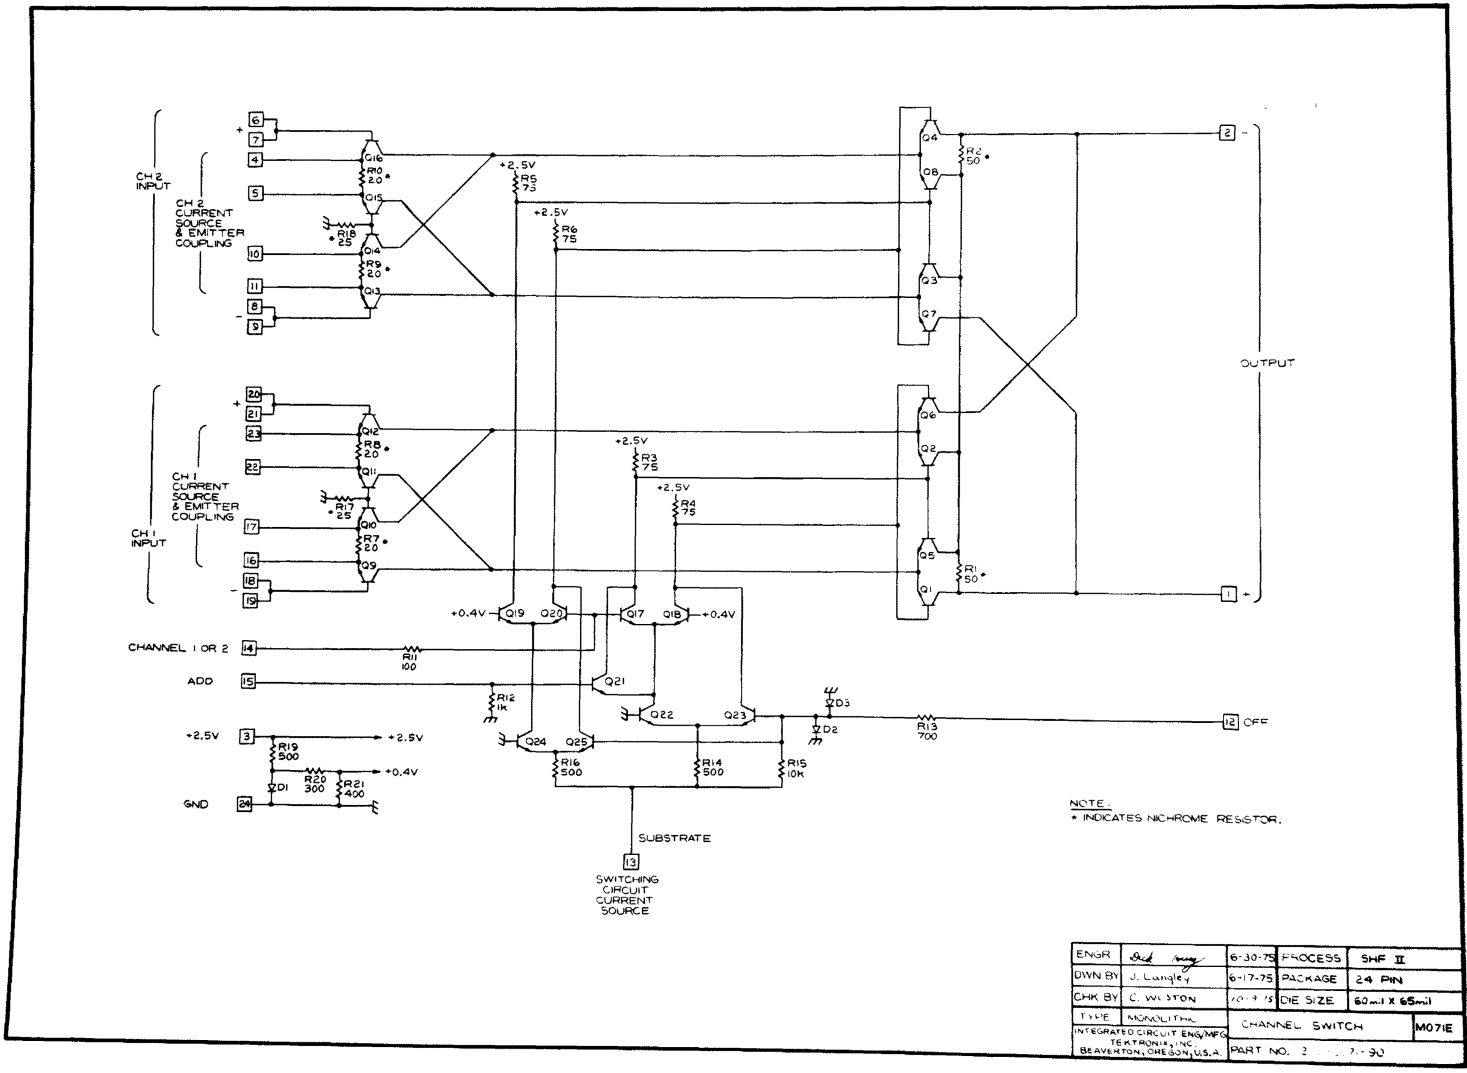 CH 2
INPUT
+
6
7
4
5
10
11
8
9
-
CH 2
CURRENT
SOURCE
& EMITTER
COUPLING
Q16
R10
20 *
Q15
R18
* 25
Q14
R9
20 *
Q13
+2.5V
R5
75
+2.5V
R6
75
Q4
Q8
R2
50 *
Q3
Q7
2 -
OUTPUT
CH 1
INPUT
+
20
21
23
22
17
16
18
19
-
CH 1
CURRENT
SOURCE
& EMITTER
COUPLING
Q12
R8
20 *
Q11
R17
* 25
Q10
R7
20 *
Q9
+2.5V
R3
75
+2.5V
R4
75
Q6
Q2
Q5
Q1
R1
50 *
1 +
+0.4V
Q19
Q20
Q17
Q18
+0.4V
CHANNEL 1 OR 2
14
R11
100
ADD
15
R12
1K
Q21
Q22
Q23
D3
D2
R13
700
12 OFF
+2.5V
3
R19
500
+2.5V
Q24
Q25
R20
300
+0.4V
D1
R21
400
GND
24
R16
500
R14
500
R15
10K
SUBSTRATE
13
SWITCHING
CIRCUIT
CURRENT
SOURCE
NOTE:
* INDICATES NICHROME RESISTOR.
ENGR 6-30-75 PROCESS SHF II
DWN BY J. Langley 6-17-75 PACKAGE 24 PIN
CHK BY C. WESTON DIE SIZE 60mil X 65mil
TYPE MONOLITHIC CHANNEL SWITCH M071E
INTEGRATED CIRCUIT ENG/MFG
TEKTRONIX, INC.
BEAVERTON, OREGON, U.S.A.
PART NO.